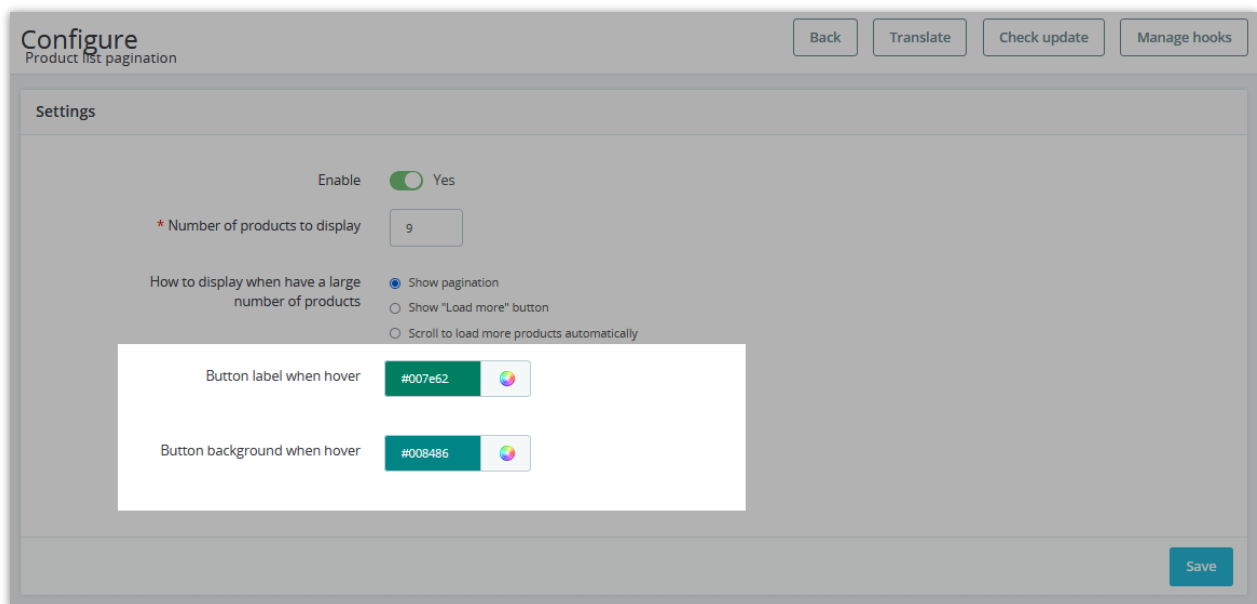 Configure
Product list pagination
Back
Translate
Check update
Manage hooks
Settings
Enable
Yes
* Number of products to display
9
How to display when have a large
number of products
Show pagination
Show "Load more" button
Scroll to load more products automatically
Button label when hover
#007e62
Button background when hover
#008486
Save